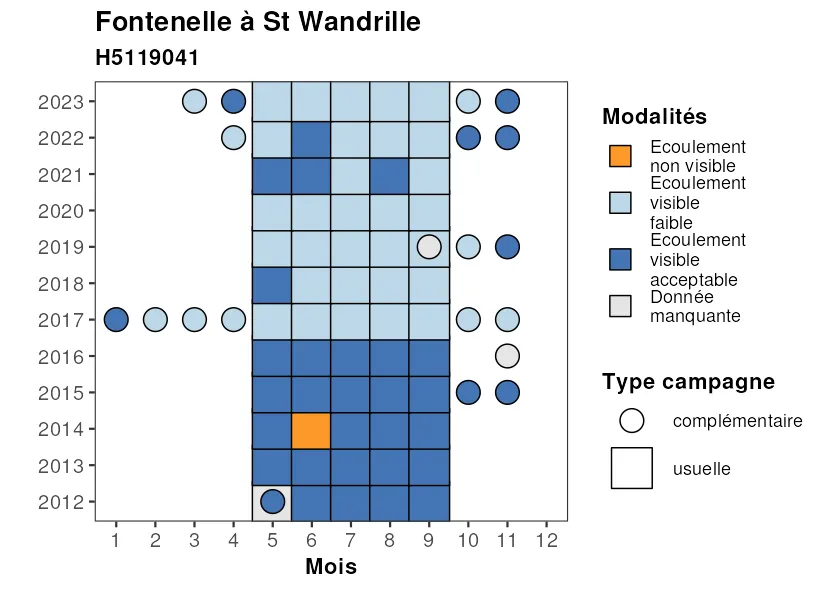 Fontenelle à St Wandrille
H5119041
2023
2022
2021
2020
2019
2018
2017
2016
2015
2014
2013
2012
1 2 3 4 5 6 7 8 9 10 11 12
Mois
Modalités
Ecoulement
non visible
Ecoulement
visible
faible
Ecoulement
visible
acceptable
Donnée
manquante
Type campagne
complémentaire
usuelle